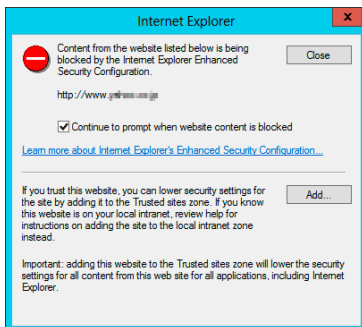 Internet Explorer
x
Content from the website listed below is being
blocked by the Internet Explorer Enhanced
Security Configuration.
Close
http://www.
Continue to prompt when website content is blocked
Learn more about Internet Explorer's Enhanced Security Configuration...
If you trust this website, you can lower security settings for
the site by adding it to the Trusted sites zone. If you know
this website is on your local intranet, review help for
instructions on adding the site to the local intranet zone
instead.
Add...
Important: adding this website to the Trusted sites zone will lower the security
settings for all content from this web site for all applications, including Internet
Explorer.